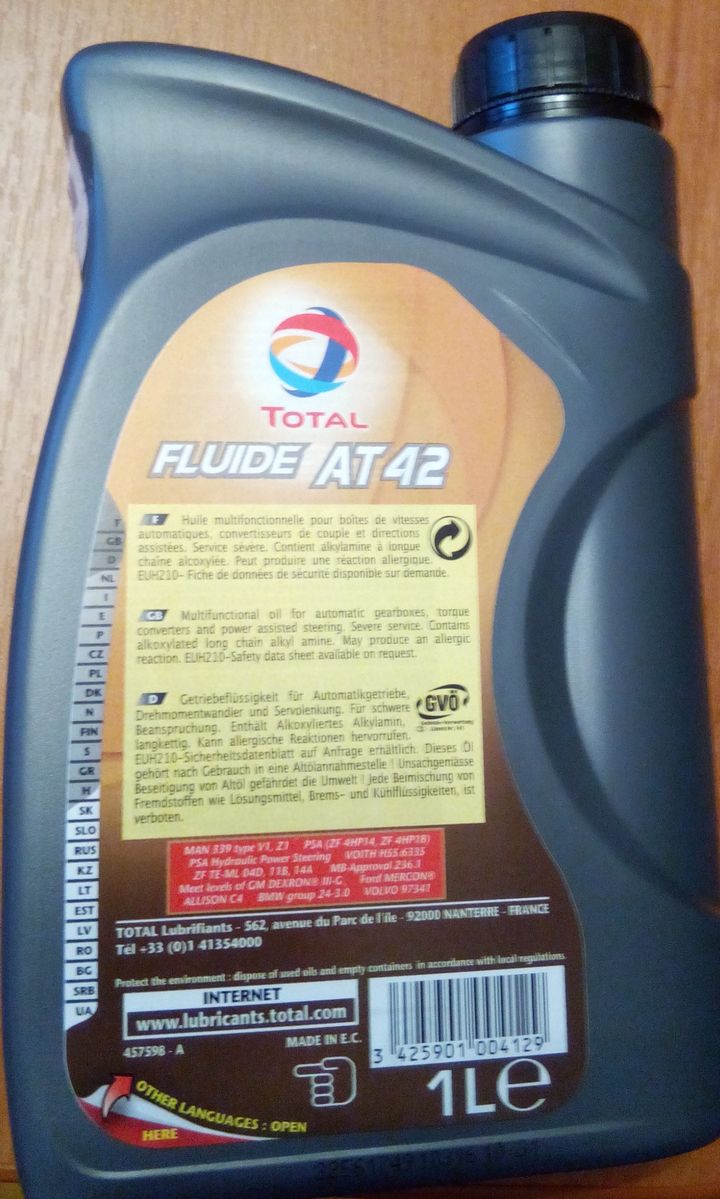 TOTAL
FLUIDE AT 42
F Huile multifonctionnelle pour boîtes de vitesses
automatiques, convertisseurs de couple et directions
assistées. Service sévère. Contient alkylamine à longue
chaîne alcoxylée. Peut produire une réaction allergique.
EUH210- Fiche de données de sécurité disponible sur demande.
GB Multifunctional oil for automatic gearboxes, torque
converters and power assisted steering. Severe service. Contains
alkoxylated long chain alkyl amine. May produce an allergic
reaction. EUH210-Safety data sheet available on request.
D Getriebeflüssigkeit für Automatikgetriebe,
Drehmomentwandler und Servolenkung. Für schwere
Beanspruchung. Enthält Alkoxyliertes Alkylamin,
langkettig. Kann allergische Reaktionen hervorrufen.
EUH210-Sicherheitsdatenblatt auf Anfrage erhältlich. Dieses Öl
gehört nach Gebrauch in eine Altölannahmestelle ! Unsachgemässe
Beseitigung von Altöl gefährdet die Umwelt ! Jede Beimischung von
Fremdstoffen wie Lösungsmittel, Brems- und Kühlflüssigkeiten, ist
verboten.
GVÖ
F
GB
D
NL
I
E
P
CZ
PL
DK
N
FIN
S
GR
H
SK
SLO
RUS
KZ
LT
EST
LV
RO
BG
SRB
UA
MAN 339 type V1, Z1 PSA (ZF 4HP14, ZF 4HP18)
PSA Hydraulic Power Steering VOITH H55.6335
ZF TE-ML 04D, 11B, 14A MB-Approval 236.1
Meet levels of GM DEXRON® III-G Ford MERCON®
ALLISON C4 BMW group 24-3.0 VOLVO 97341
TOTAL Lubrifiants - 562, avenue du Parc de l'île - 92000 NANTERRE - FRANCE
Tél +33 (0)1 41354000
Protect the environment : dispose of used oils and empty containers in accordance with local regulations
INTERNET
www.lubricants.total.com
457598 - A
MADE IN E.C.
3 425901 004129
1L e
OTHER LANGUAGES : OPEN
HERE